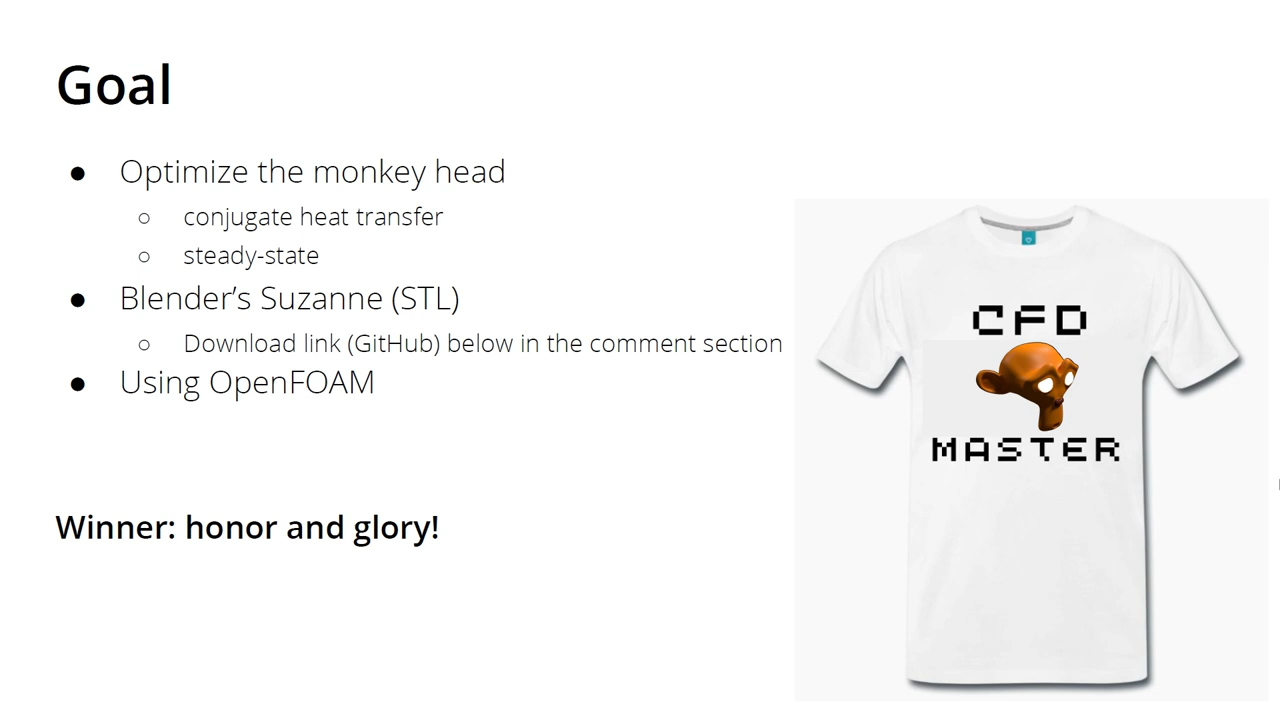 Goal
Optimize the monkey head
conjugate heat transfer
steady-state
Blender’s Suzanne (STL)
Download link (GitHub) below in the comment section
Using OpenFOAM
Winner: honor and glory!
CFD
MASTER